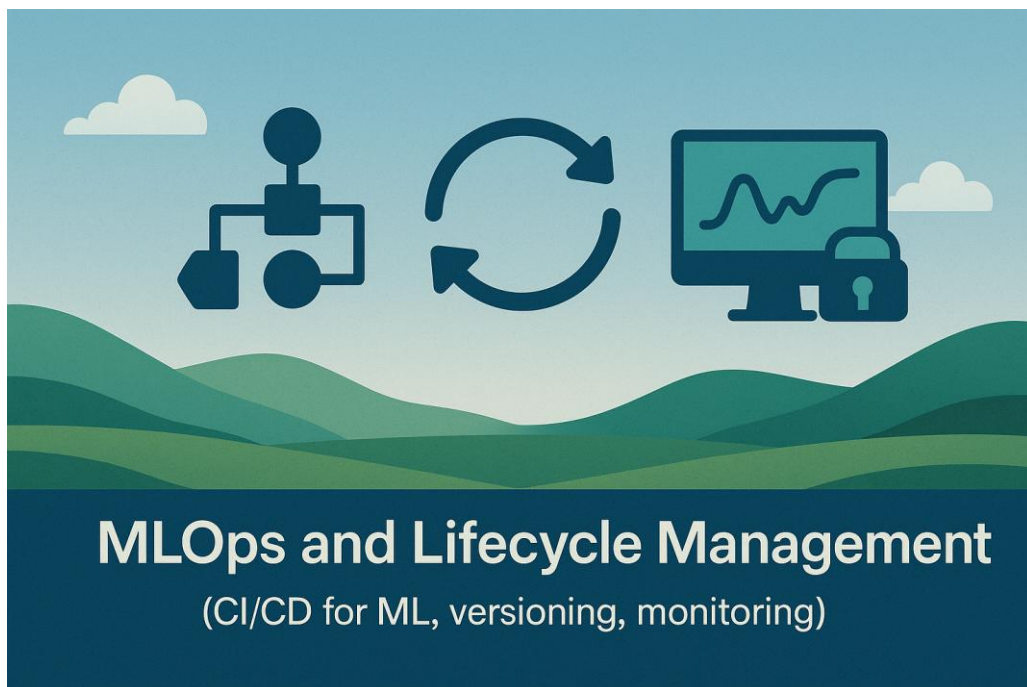 MLOps and Lifecycle Management
(CI/CD for ML, versioning, monitoring)